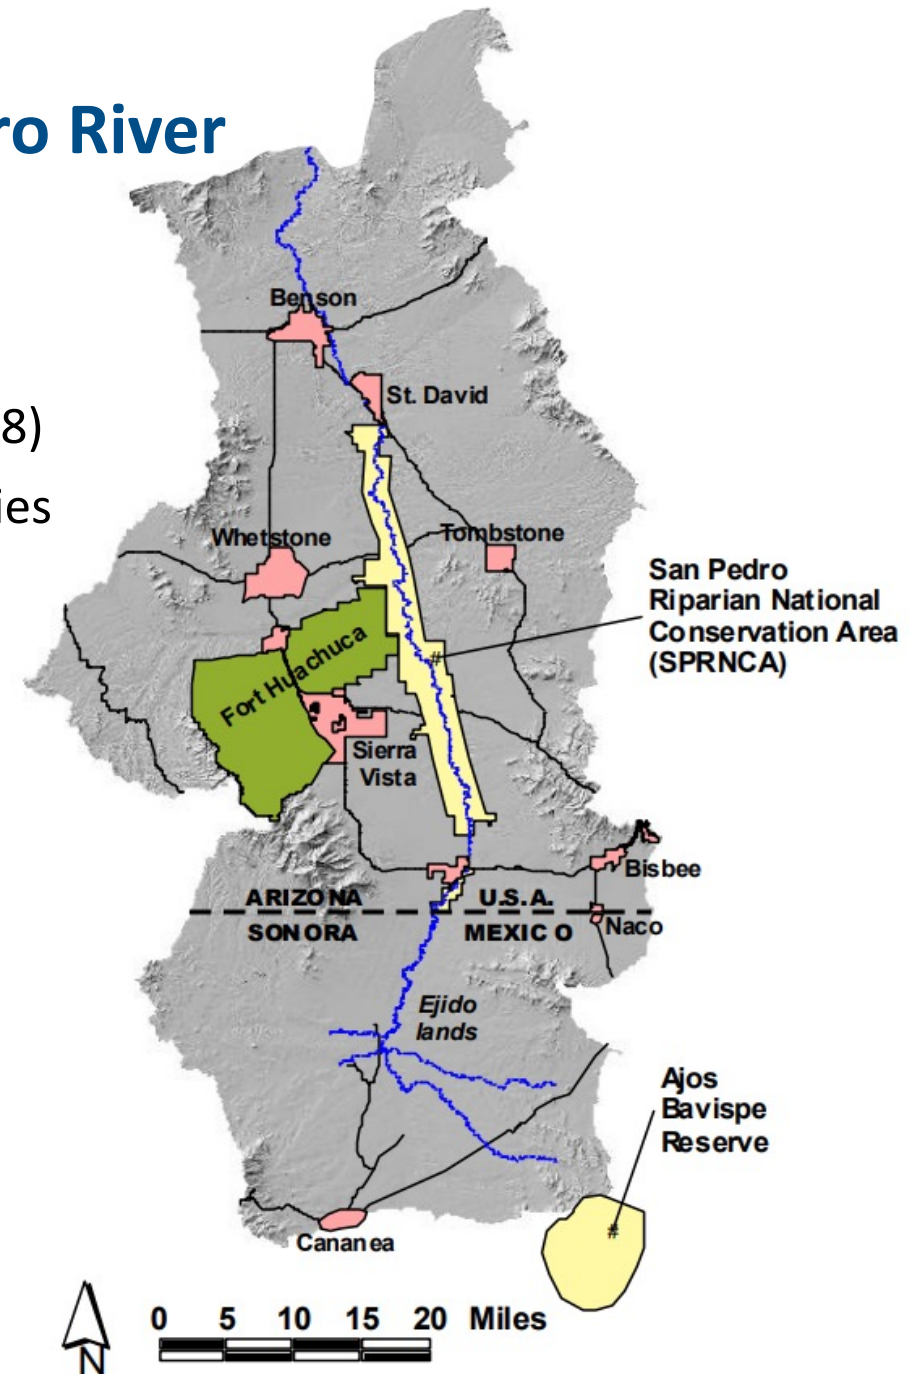 ro River
Benson
St. David
8)
ies
Whetstone
Tombstone
San Pedro
Riparian National
Conservation Area
(SPRNCA)
#
Fort Huachuca
Sierra
Vista
Bisbee
ARIZONA U.S.A.
SONORA MEXICO
Naco
Ejido
lands
Ajos
Bavispe
Reserve
#
Cananea
0 5 10 15 20 Miles
N